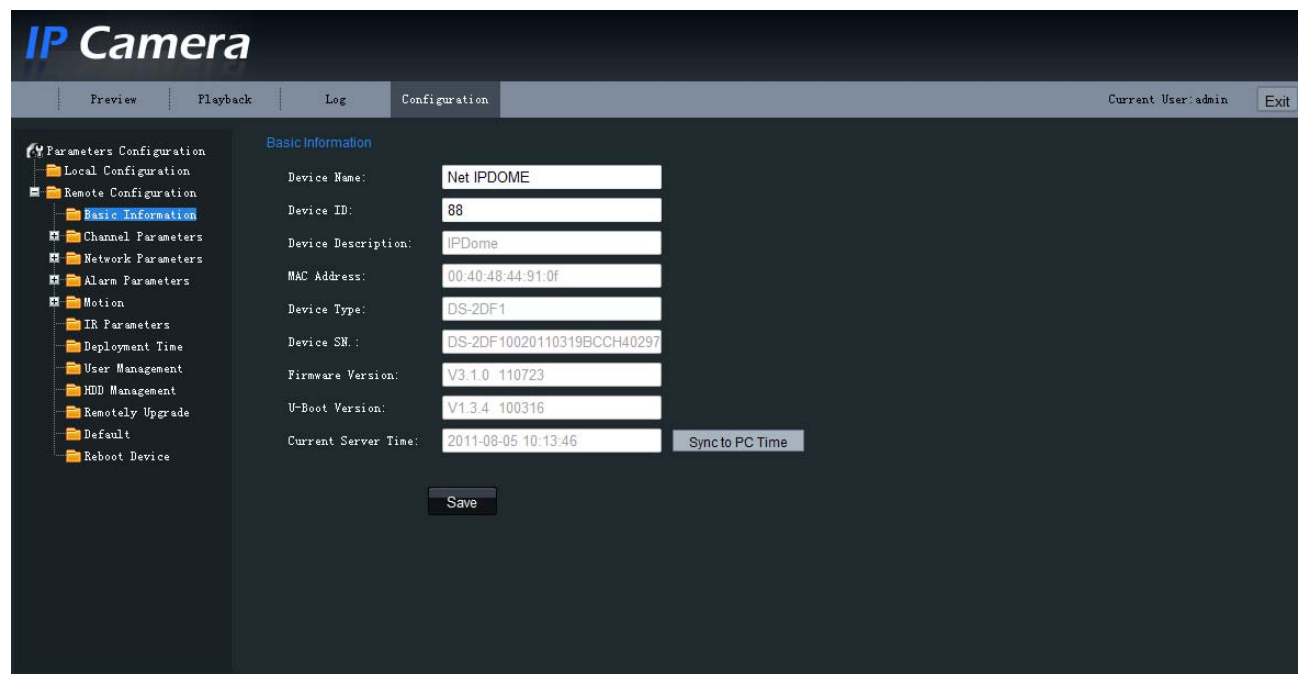 IP Camera
Preview Playback Log Configuration Current User:admin Exit
Parameters Configuration
Local Configuration
Remote Configuration
Basic Information
Channel Parameters
Network Parameters
Alarm Parameters
Motion
IR Parameters
Deployment Time
User Management
HDD Management
Remotely Upgrade
Default
Reboot Device
Basic Information
Device Name: Net IPDOME
Device ID: 88
Device Description: IPDome
MAC Address: 00:40:48:44:91:0f
Device Type: DS-2DF1
Device SN.: DS-2DF10020110319BCCH40297
Firmware Version: V3.1.0 110723
U-Boot Version: V1.3.4 100316
Current Server Time: 2011-08-05 10:13:46 Sync to PC Time
Save